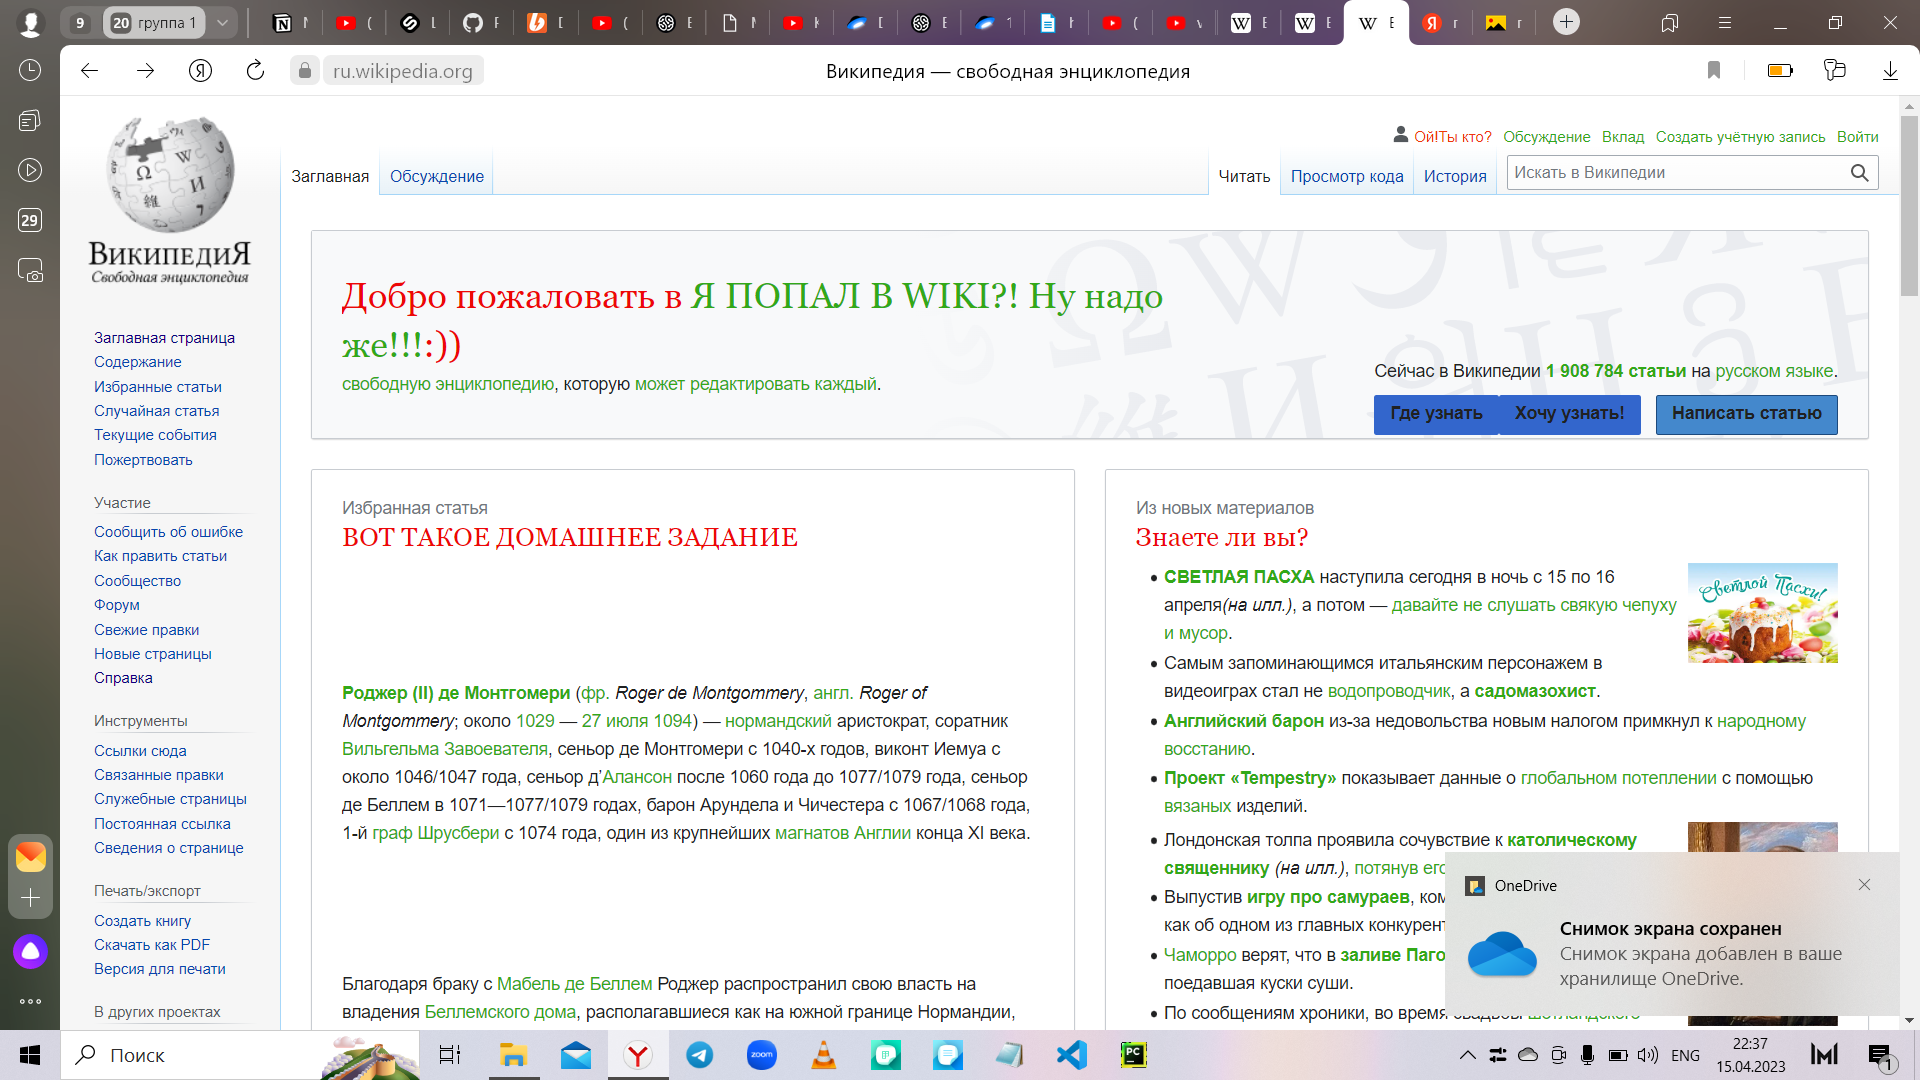 9
20 группа 1
ru.wikipedia.org
Википедия — свободная энциклопедия
29
ВикипедиЯ
Свободная энциклопедия
Ой!Ты кто? Обсуждение Вклад Создать учётную запись Войти
Заглавная Обсуждение Читать Просмотр кода История Искать в Википедии
Заглавная страница
Содержание
Избранные статьи
Случайная статья
Текущие события
Пожертвовать
Участие
Сообщить об ошибке
Как править статьи
Сообщество
Форум
Свежие правки
Новые страницы
Справка
Инструменты
Ссылки сюда
Связанные правки
Служебные страницы
Постоянная ссылка
Сведения о странице
Печать/экспорт
Создать книгу
Скачать как PDF
Версия для печати
В других проектах
Добро пожаловать в Я ПОПАЛ В WIKI?! Ну надо
же!!!:))
свободную энциклопедию, которую может редактировать каждый.
Сейчас в Википедии 1 908 784 статьи на русском языке.
Где узнать Хочу узнать! Написать статью
Избранная статья
ВОТ ТАКОЕ ДОМАШНЕЕ ЗАДАНИЕ
Роджер (II) де Монтгомери (фр. Roger de Montgommery, англ. Roger of
Montgommery; около 1029 — 27 июля 1094) — нормандский аристократ, соратник
Вильгельма Завоевателя, сеньор де Монтгомери с 1040-х годов, виконт Иемуа с
около 1046/1047 года, сеньор д’Алансон после 1060 года до 1077/1079 года, сеньор
де Беллем в 1071—1077/1079 годах, барон Арундела и Чичестера с 1067/1068 года,
1-й граф Шрусбери с 1074 года, один из крупнейших магнатов Англии конца XI века.
Благодаря браку с Мабель де Беллем Роджер распространил свою власть на
владения Беллемского дома, располагавшиеся как на южной границе Нормандии,
Из новых материалов
Знаете ли вы?
СВЕТЛАЯ ПАСХА наступила сегодня в ночь с 15 по 16
апреля(на илл.), а потом — давайте не слушать свякую чепуху
и мусор.
Светлой Пасхи!
Самым запоминающимся итальянским персонажем в
видеоиграх стал не водопроводчик, а садомазохист.
Английский барон из-за недовольства новым налогом примкнул к народному
восстанию.
Проект «Tempestry» показывает данные о глобальном потеплении с помощью
вязаных изделий.
Лондонская толпа проявила сочувствие к католическому
священнику (на илл.), потянув его
Выпустив игру про самураев, ком
как об одном из главных конкурент
Чаморро верят, что в заливе Паго
поедавшая куски суши.
По сообщениям хроники, во время свадьбы шотландского
OneDrive
Снимок экрана сохранен
Снимок экрана добавлен в ваше
хранилище OneDrive.
Поиск
zoom
PC
ENG
22:37
15.04.2023
1